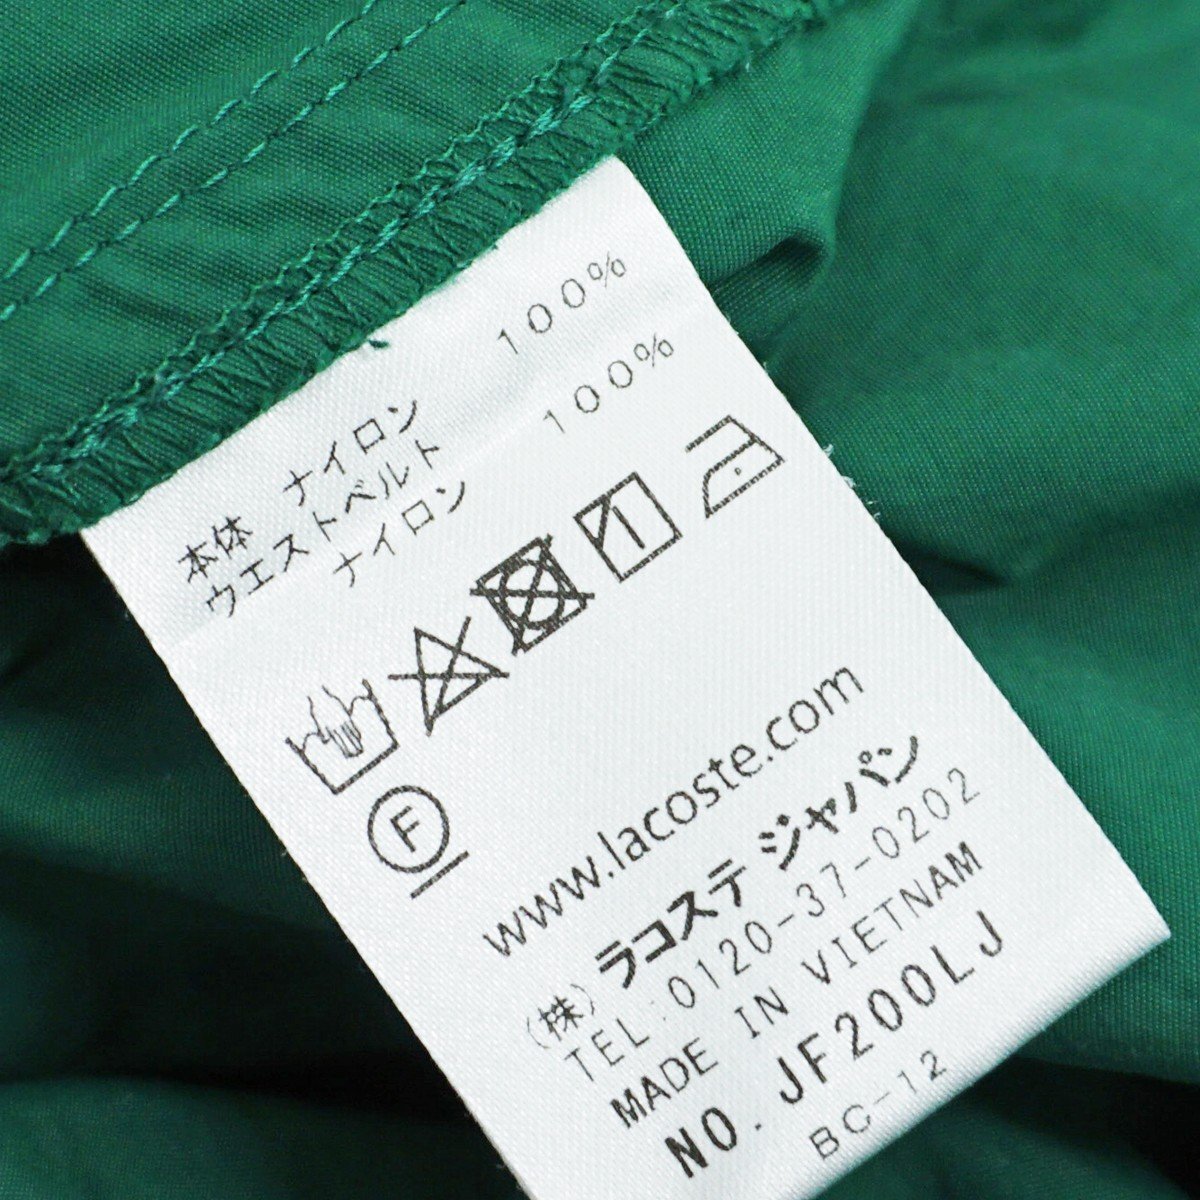 本体　ナイロン　100%
ウエストベルト
ナイロン　100%
F
www.lacoste.com
(株) ラコステ ジャパン
TEL:0120-37-0202
MADE IN VIETNAM
NO. JF200LJ
BC-12